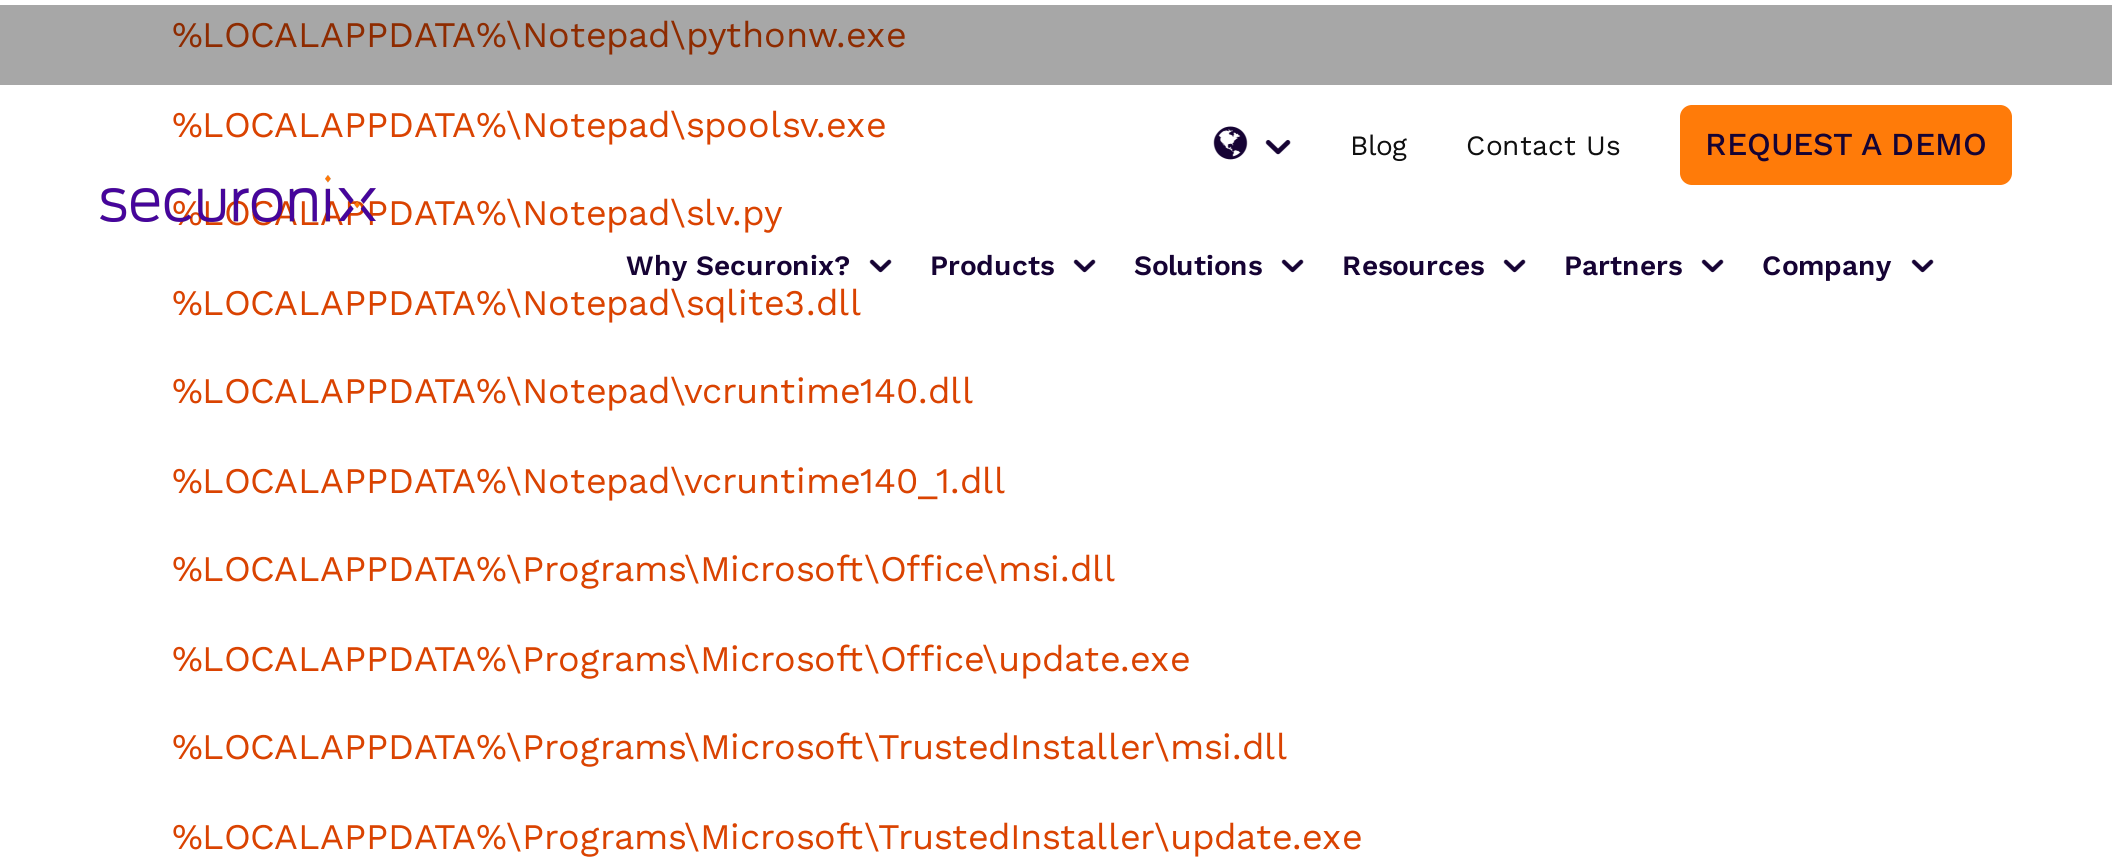 %LOCALAPPDATA%\Notepad\pythonw.exe
%LOCALAPPDATA%\Notepad\spoolsv.exe
Blog Contact Us REQUEST A DEMO
securonix
%LOCALAPPDATA%\Notepad\slv.py
Why Securonix? Products Solutions Resources Partners Company
%LOCALAPPDATA%\Notepad\sqlite3.dll
%LOCALAPPDATA%\Notepad\vcruntime140.dll
%LOCALAPPDATA%\Notepad\vcruntime140_1.dll
%LOCALAPPDATA%\Programs\Microsoft\Office\msi.dll
%LOCALAPPDATA%\Programs\Microsoft\Office\update.exe
%LOCALAPPDATA%\Programs\Microsoft\TrustedInstaller\msi.dll
%LOCALAPPDATA%\Programs\Microsoft\TrustedInstaller\update.exe